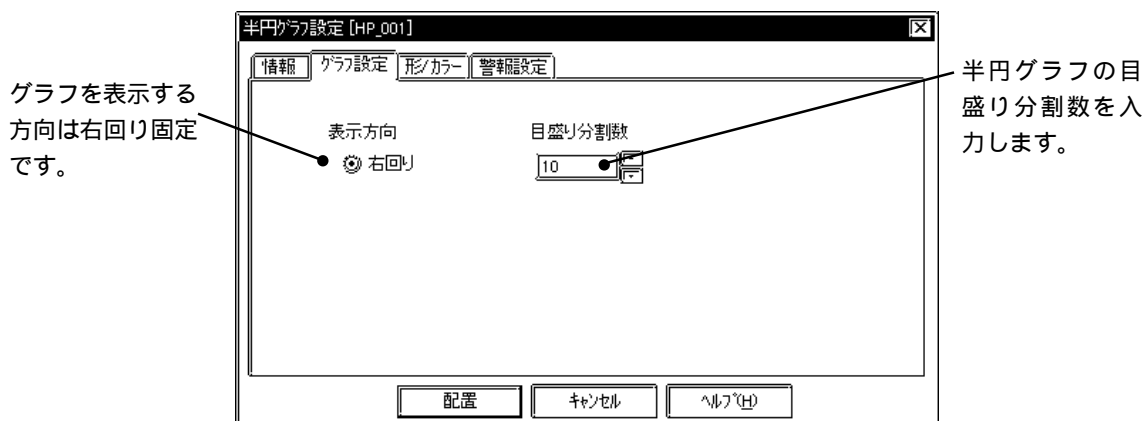 半円ｸﾞﾗﾌ設定 [HP_001]
情報 ｸﾞﾗﾌ設定 形/ｶﾗｰ 警報設定
グラフを表示する
方向は右回り固定
です。
表示方向
右回り
目盛り分割数
10
半円グラフの目
盛り分割数を入
力します。
配置 ｷｬﾝｾﾙ ﾍﾙﾌﾟ(H)